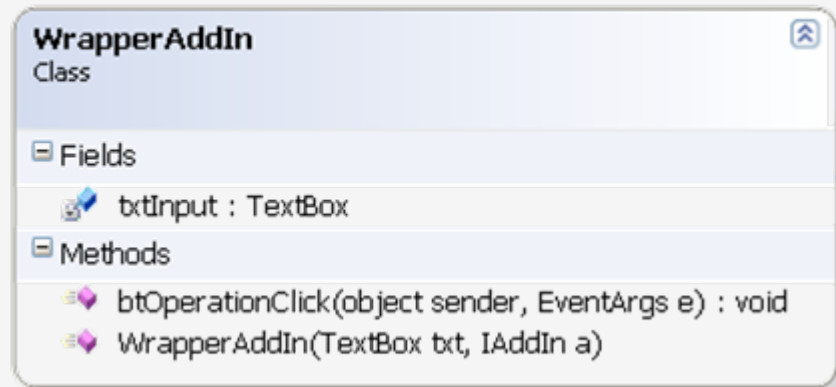 WrapperAddIn
Class
Fields
txtInput : TextBox
Methods
btOperationClick(object sender, EventArgs e) : void
WrapperAddIn(TextBox txt, IAddIn a)